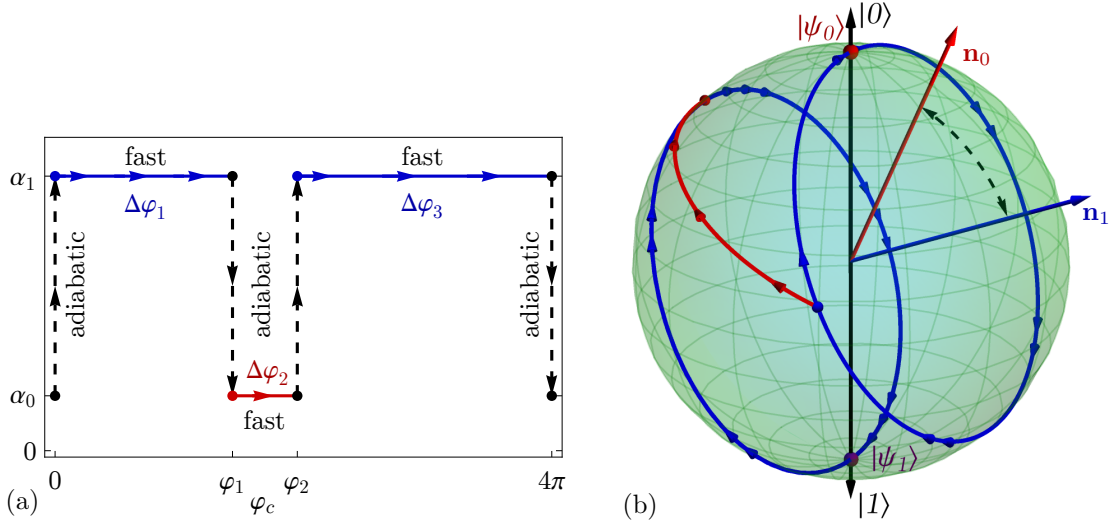 fast
fast
α₁
Δφ₁
Δφ₃
adiabatic
adiabatic
adiabatic
Δφ₂
α₀
fast
0
0
φ₁
φ₂
4π
φ_c
(a)
|ψ₀⟩
|0⟩
n₀
n₁
|ψ₁⟩
|1⟩
(b)